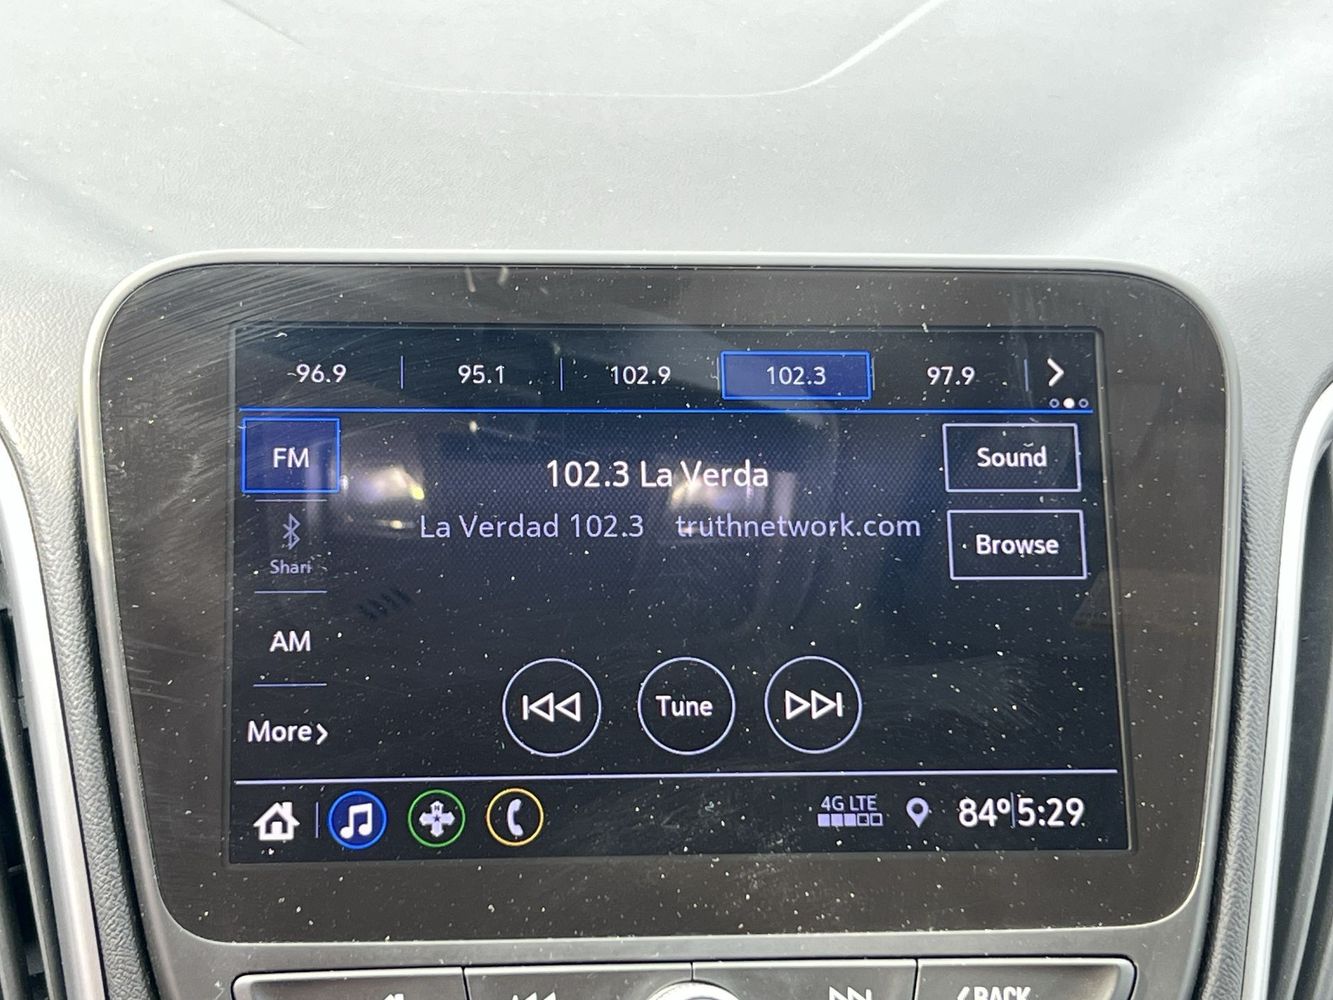 96.9 95.1 102.9 102.3 97.9
FM
102.3 La Verda
Sound
La Verdad 102.3 truthnetwork.com
Browse
Shari
AM
Tune
More
4G LTE
84º 5:29
BACK